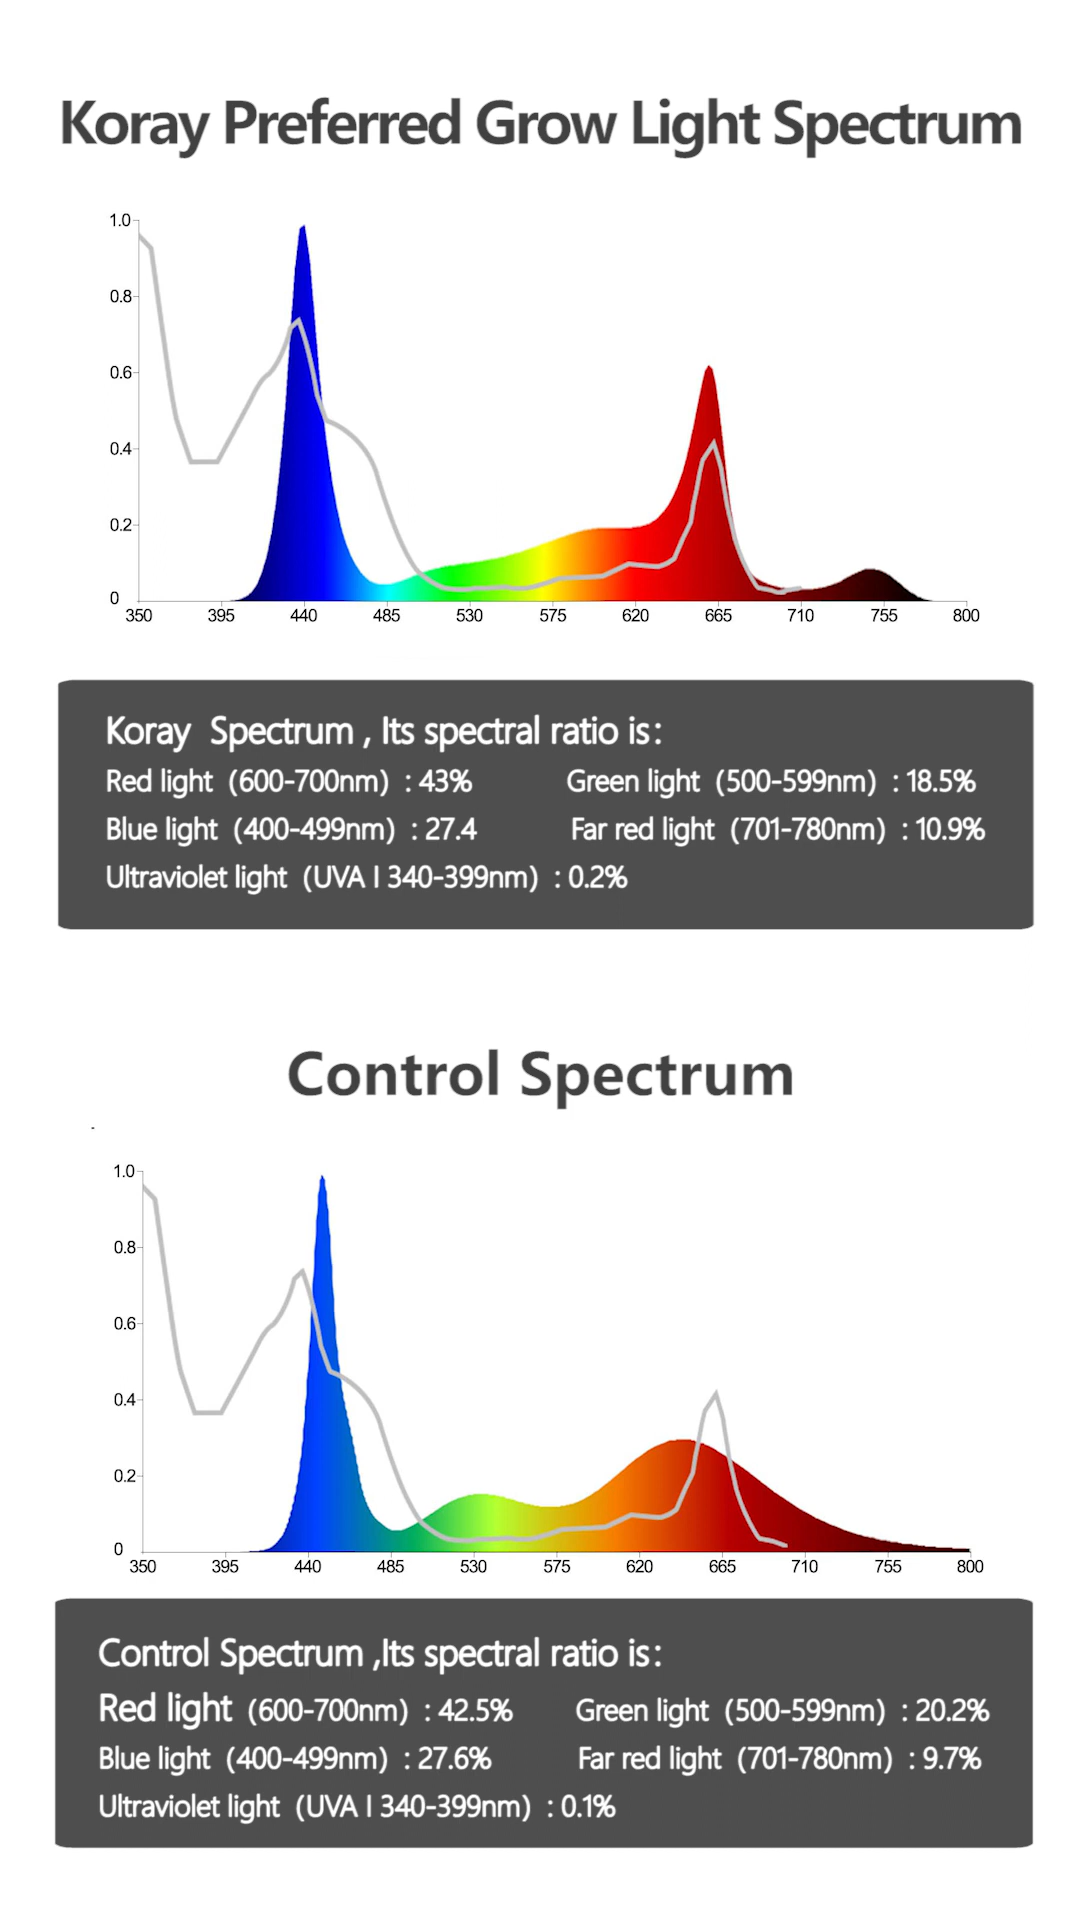 Koray Preferred Grow Light Spectrum
1.0
0.8
0.6
0.4
0.2
0
350 395 440 485 530 575 620 665 710 755 800
Koray Spectrum , Its spectral ratio is:
Red light (600-700nm) : 43% Green light (500-599nm) : 18.5%
Blue light (400-499nm) : 27.4 Far red light (701-780nm) : 10.9%
Ultraviolet light (UVA I 340-399nm) : 0.2%
Control Spectrum
1.0
0.8
0.6
0.4
0.2
0
350 395 440 485 530 575 620 665 710 755 800
Control Spectrum ,Its spectral ratio is:
Red light (600-700nm) : 42.5% Green light (500-599nm) : 20.2%
Blue light (400-499nm) : 27.6% Far red light (701-780nm) : 9.7%
Ultraviolet light (UVA I 340-399nm) : 0.1%